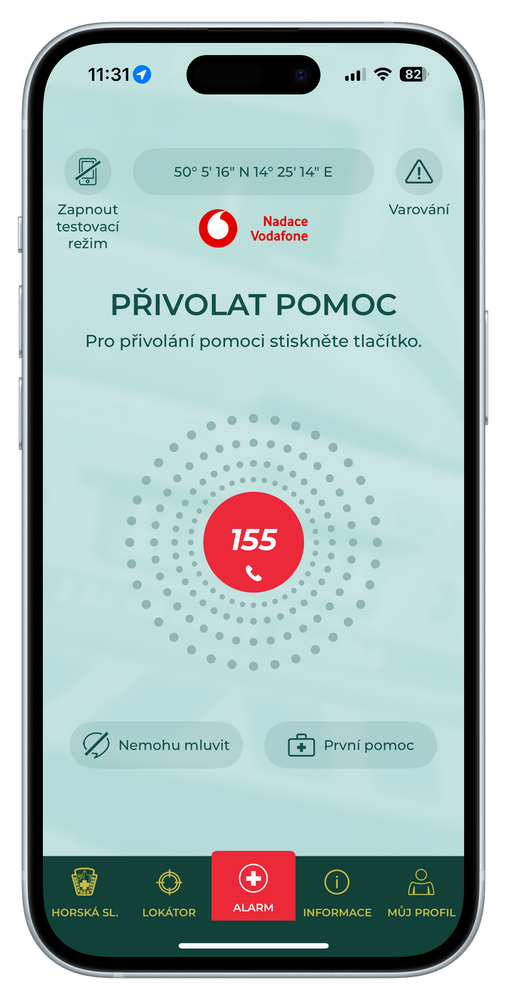 11:31
82
50° 5' 16" N 14° 25' 14" E
Zapnout
testovací
režim
Nadace
Vodafone
Varování
PŘIVOLAT POMOC
Pro přivolání pomoci stiskněte tlačítko.
155
Nemohu mluvit
První pomoc
HORSKÁ SL.
LOKÁTOR
ALARM
INFORMACE
MŮJ PROFIL